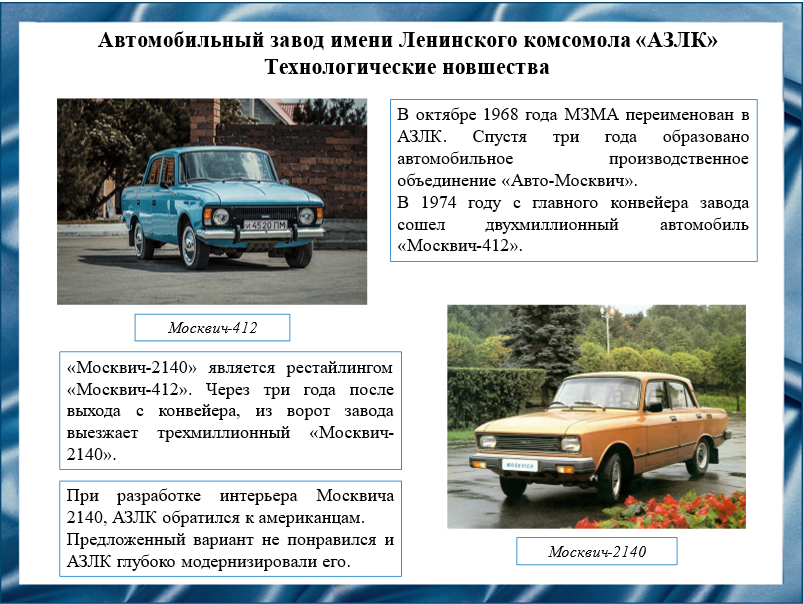 Автомобильный завод имени Ленинского комсомола «АЗЛК»
Технологические новшества
В октябре 1968 года МЗМА переименован в
АЗЛК. Спустя три года образовано
автомобильное производственное
объединение «Авто-Москвич».
В 1974 году с главного конвейера завода
сошел двухмиллионный автомобиль
«Москвич-412».
И 4520 ПМ
Москвич-412
«Москвич-2140» является рестайлингом
«Москвич-412». Через три года после
выхода с конвейера, из ворот завода
выезжает трехмиллионный «Москвич-
2140».
MOSKVICH
При разработке интерьера Москвича
2140, АЗЛК обратился к американцам.
Предложенный вариант не понравился и
АЗЛК глубоко модернизировали его.
Москвич-2140